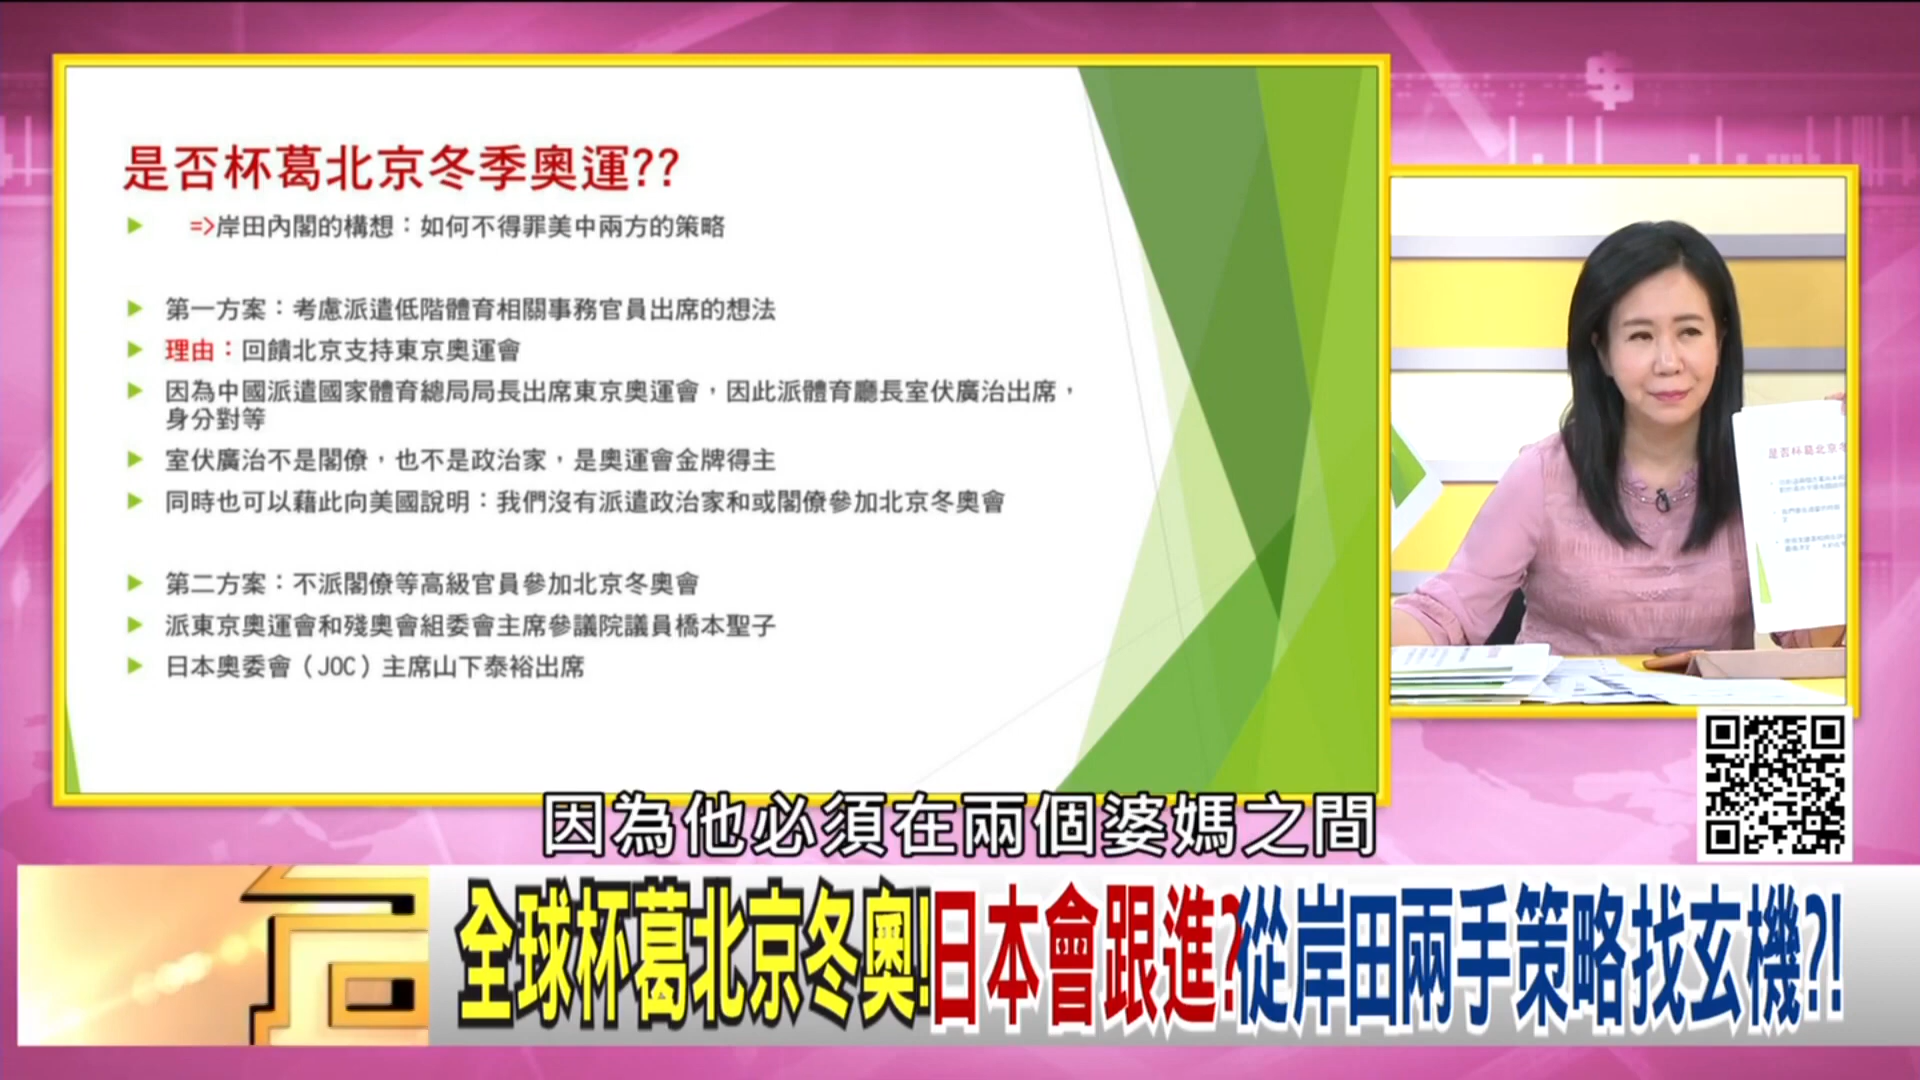 是否杯葛北京冬季奧運??
=>岸田內閣的構想：如何不得罪美中兩方的策略
第一方案：考慮派遣低階體育相關事務官員出席的想法
理由：回饋北京支持東京奧運會
因為中國派遣國家體育總局局長出席東京奧運會，因此派體育廳長室伏廣治出席，
身分對等
室伏廣治不是閣僚，也不是政治家，是奧運會金牌得主
同時也可以藉此向美國說明：我們沒有派遣政治家和或閣僚參加北京冬奧會
第二方案：不派閣僚等高級官員參加北京冬奧會
派東京奧運會和殘奧會組委會主席參議院議員橋本聖子
日本奧委會（JOC）主席山下泰裕出席
是否杯葛北京冬
因為他必須在兩個婆媽之間
全球杯葛北京冬奧!日本會跟進?從岸田兩手策略找玄機?!